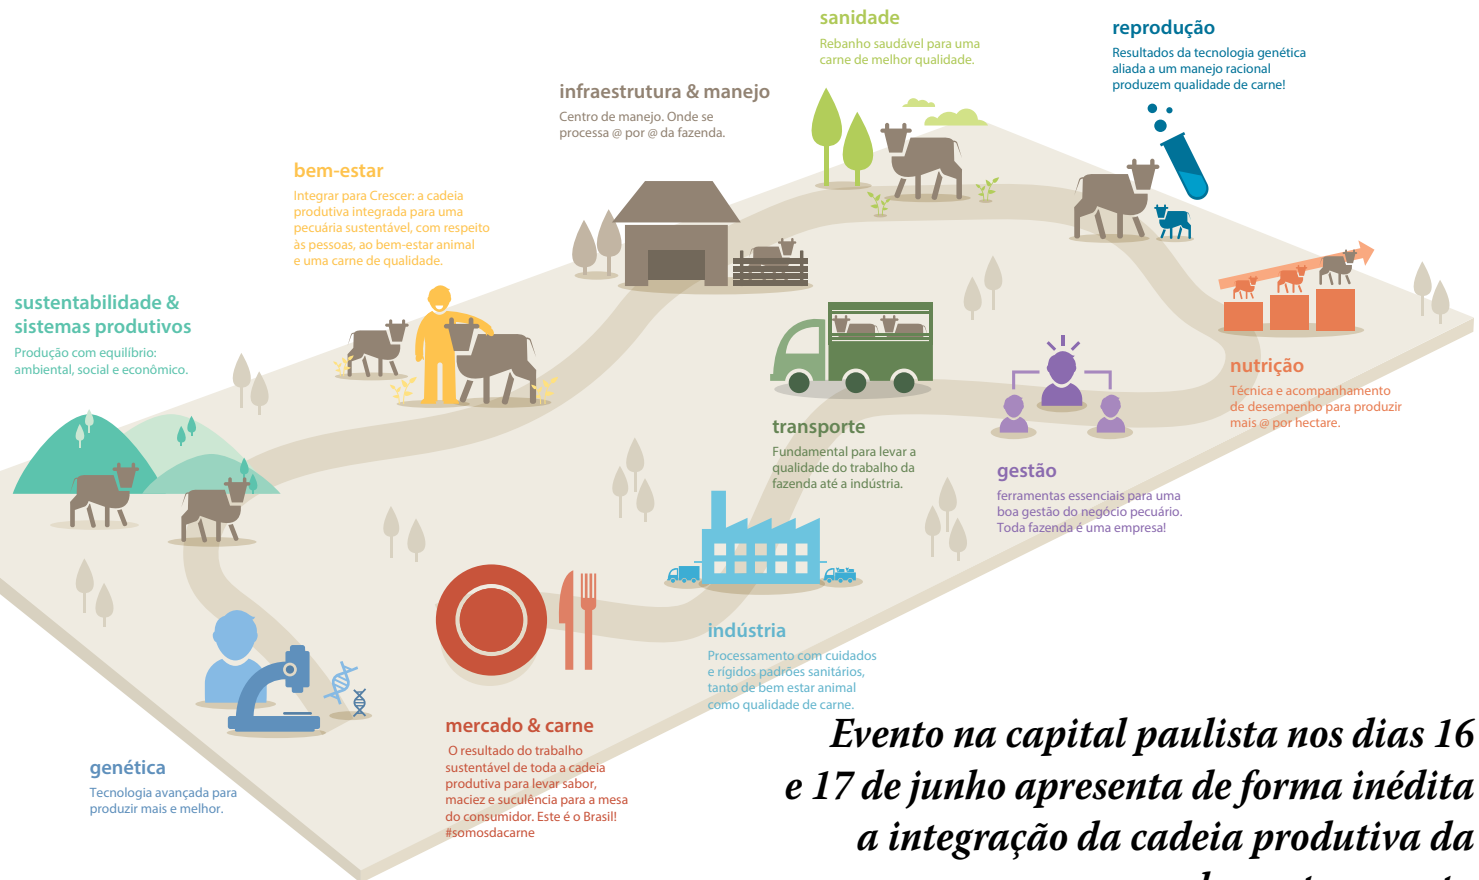 sanidade
Rebanho saudável para uma
carne de melhor qualidade.
reprodução
Resultados da tecnologia genética
aliada a um manejo racional
produzem qualidade de carne!
infraestrutura & manejo
Centro de manejo. Onde se
processa @ por @ da fazenda.
bem-estar
Integrar para Crescer: a cadeia
produtiva integrada para uma
pecuária sustentável, com respeito
às pessoas, ao bem-estar animal
e uma carne de qualidade.
sustentabilidade &
sistemas produtivos
Produção com equilíbrio:
ambiental, social e econômico.
nutrição
Técnica e acompanhamento
de desempenho para produzir
mais @ por hectare.
transporte
Fundamental para levar a
qualidade do trabalho da
fazenda até a indústria.
gestão
ferramentas essenciais para uma
boa gestão do negócio pecuário.
Toda fazenda é uma empresa!
indústria
Processamento com cuidados
e rígidos padrões sanitários,
tanto de bem estar animal
como qualidade de carne.
mercado & carne
O resultado do trabalho
sustentável de toda a cadeia
produtiva para levar sabor,
maciez e suculência para a mesa
do consumidor. Este é o Brasil!
#somosdacarne
genética
Tecnologia avançada para
produzir mais e melhor.
Evento na capital paulista nos dias 16
e 17 de junho apresenta de forma inédita
a integração da cadeia produtiva da